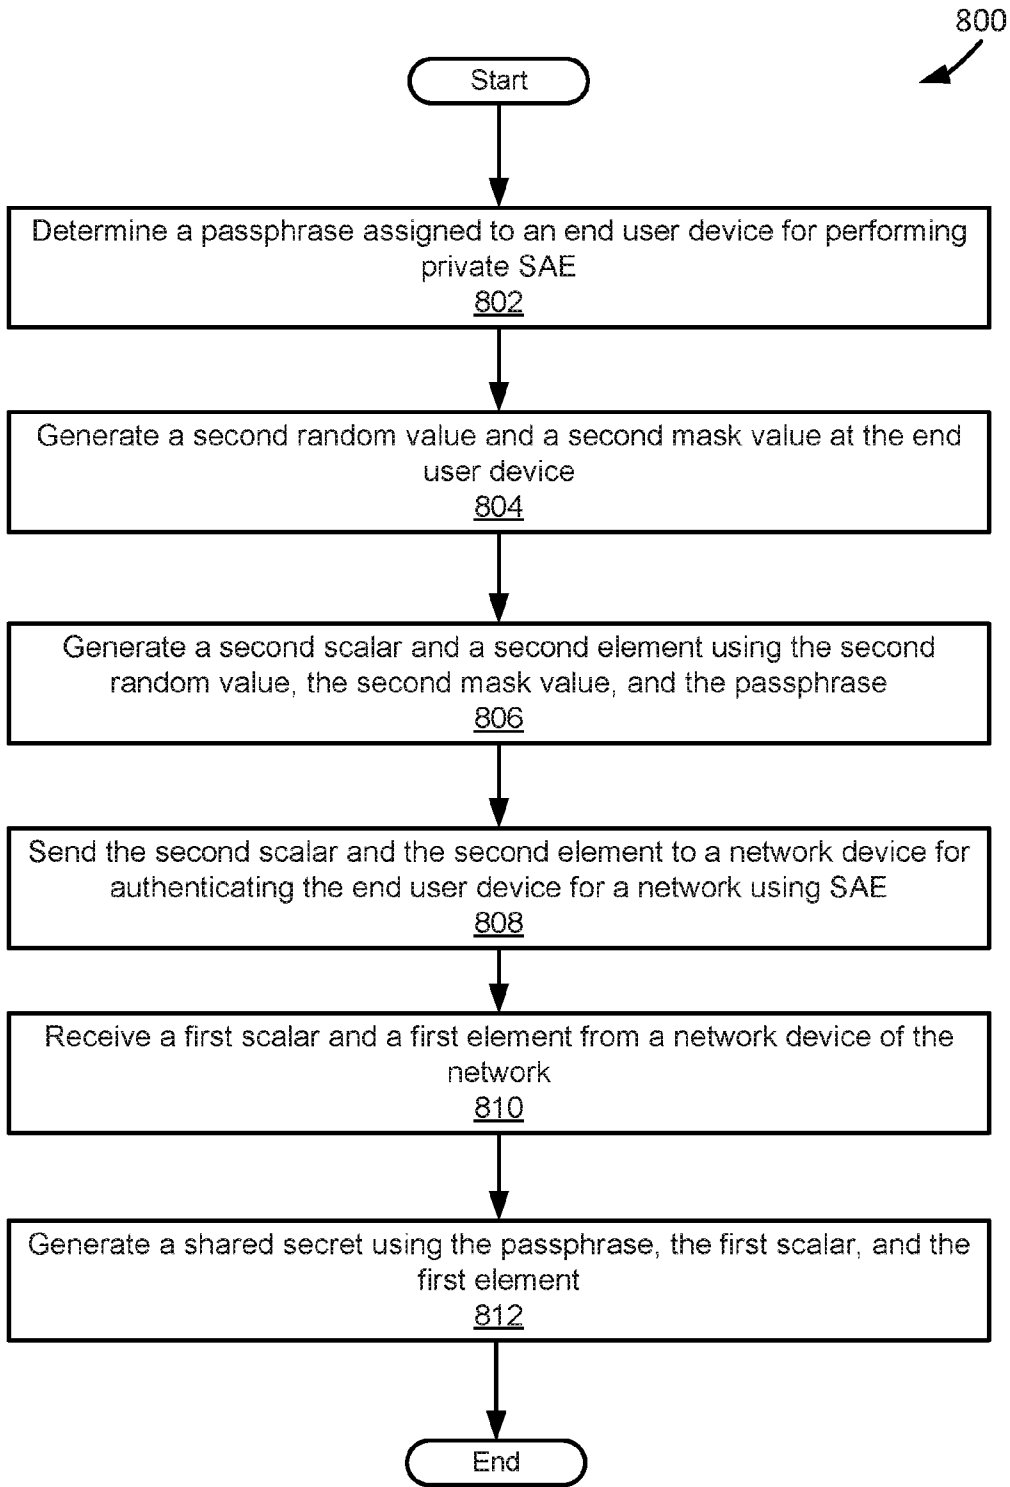 800
Start
Determine a passphrase assigned to an end user device for performing
private SAE
802
Generate a second random value and a second mask value at the end
user device
804
Generate a second scalar and a second element using the second
random value, the second mask value, and the passphrase
806
Send the second scalar and the second element to a network device for
authenticating the end user device for a network using SAE
808
Receive a first scalar and a first element from a network device of the
network
810
Generate a shared secret using the passphrase, the first scalar, and the
first element
812
End